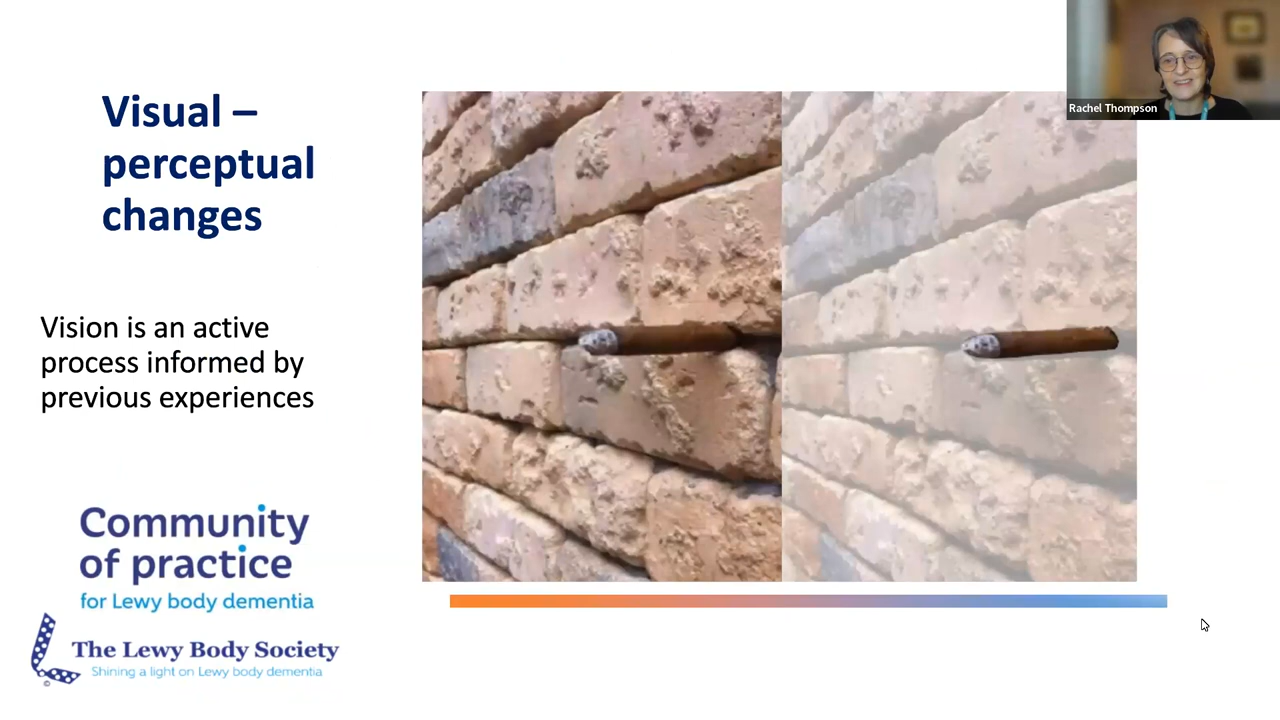 Visual –
perceptual
changes
Rachel Thompson
Vision is an active
process informed by
previous experiences
Community
of practice
for Lewy body dementia
The Lewy Body Society
Shining a light on Lewy body dementia
©